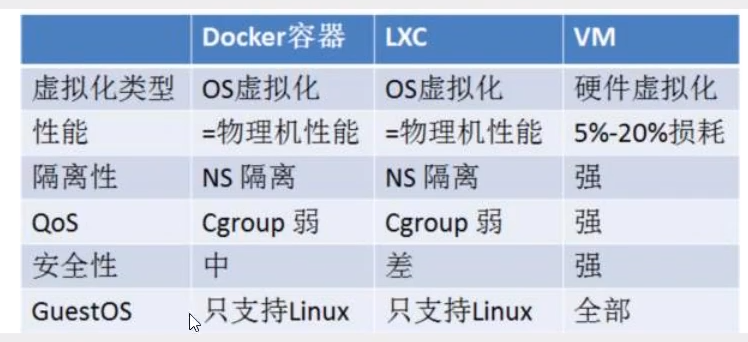 Docker容器 LXC VM
虚拟化类型 OS虚拟化 OS虚拟化 硬件虚拟化
性能 =物理机性能 =物理机性能 5%-20%损耗
隔离性 NS 隔离 NS 隔离 强
QoS Cgroup 弱 Cgroup 弱 强
安全性 中 差 强
GuestOS 只支持Linux 只支持Linux 全部